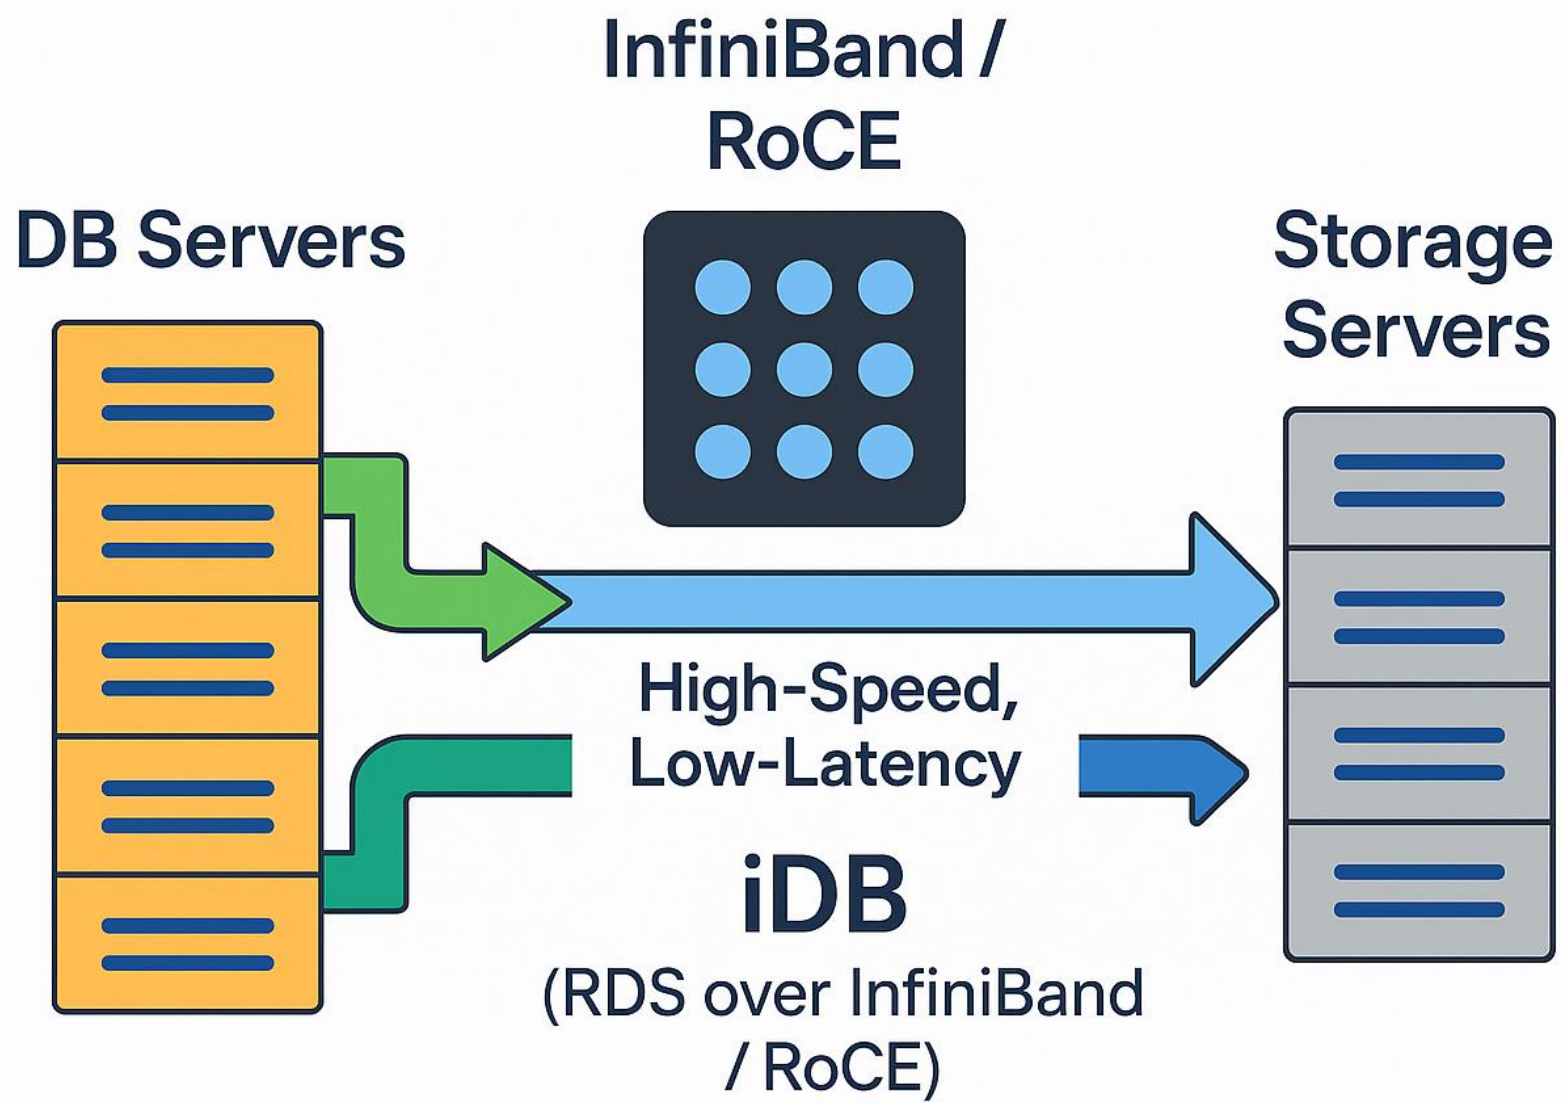 InfiniBand /
RoCE
DB Servers
Storage
Servers
High-Speed,
Low-Latency
iDB
(RDS over InfiniBand
/ RoCE)